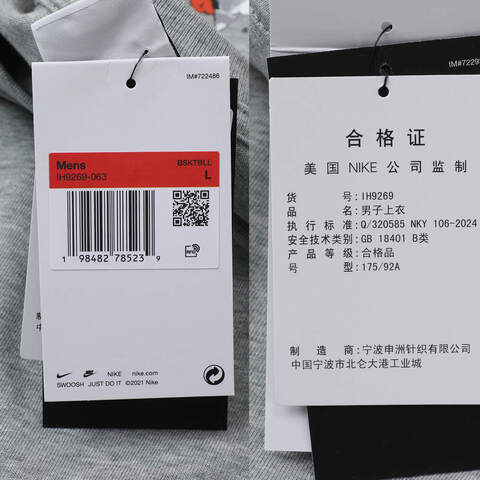 IM#722486
Mens
BSKTBLL
IH9269-063
L
1 98482 78523 9
NIKE
nike.com
SWOOSH JUST DO IT ©2021 Nike
制
中
IM#7229
合格证
美国 NIKE 公司监制
货号:IH9269
品名:男子上衣
执行标准:Q/320585 NKY 106-2024
安全技术类别:GB 18401 B类
产品等级:合格品
号型:175/92A
制造商:宁波申洲针织有限公司
中国宁波市北仑大港工业城